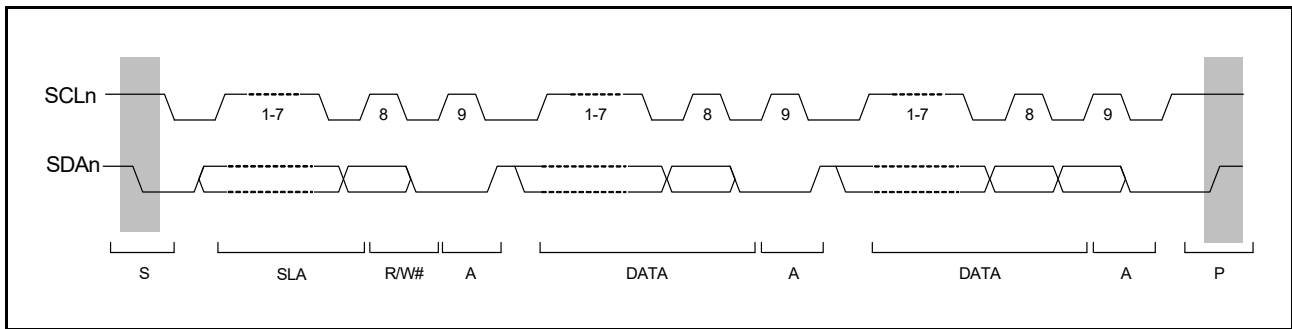 SCLn
1-7 8 9 1-7 8 9 1-7 8 9
SDAn
S SLA R/W# A DATA A DATA A P